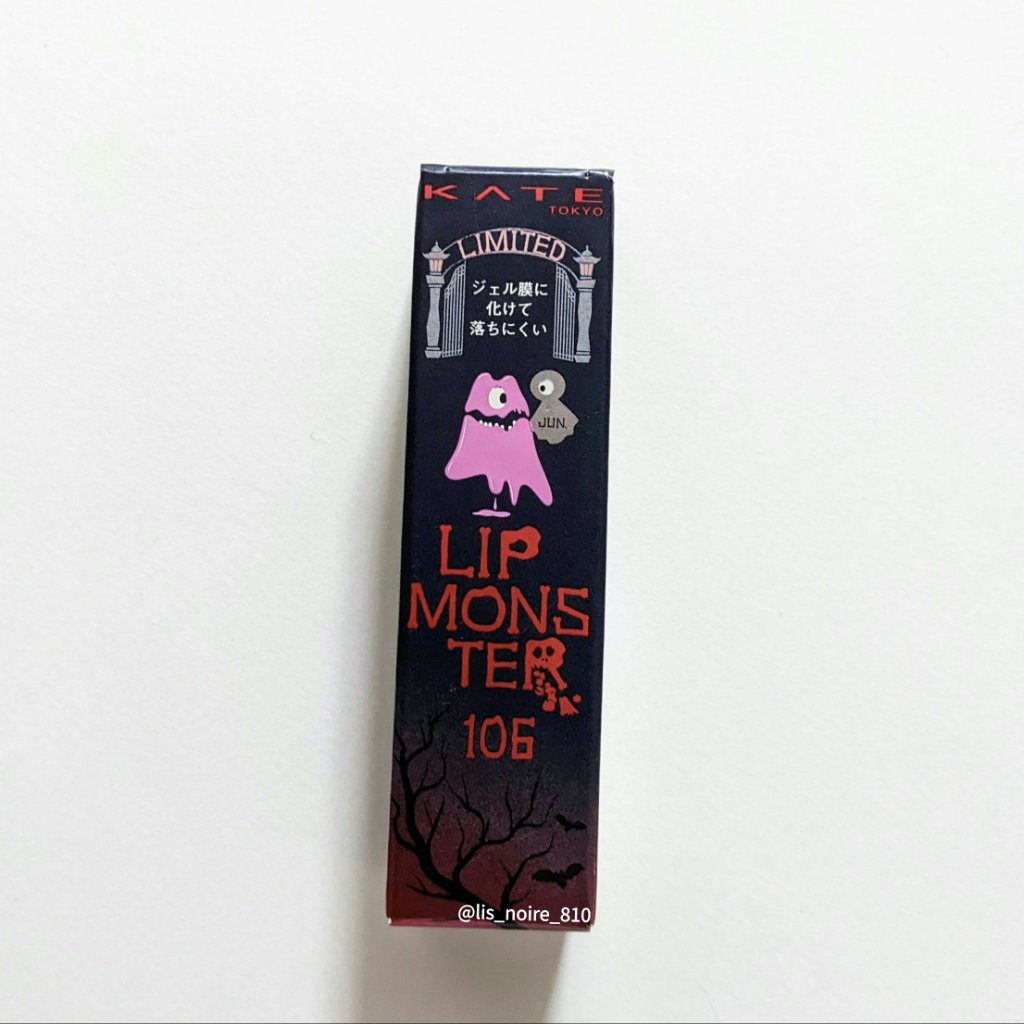 KATE
TOKYO
LIMITED
ジェル膜に
化けて
落ちにくい
JUN.
LIP
MONS
TER
106
@lis_noire_810